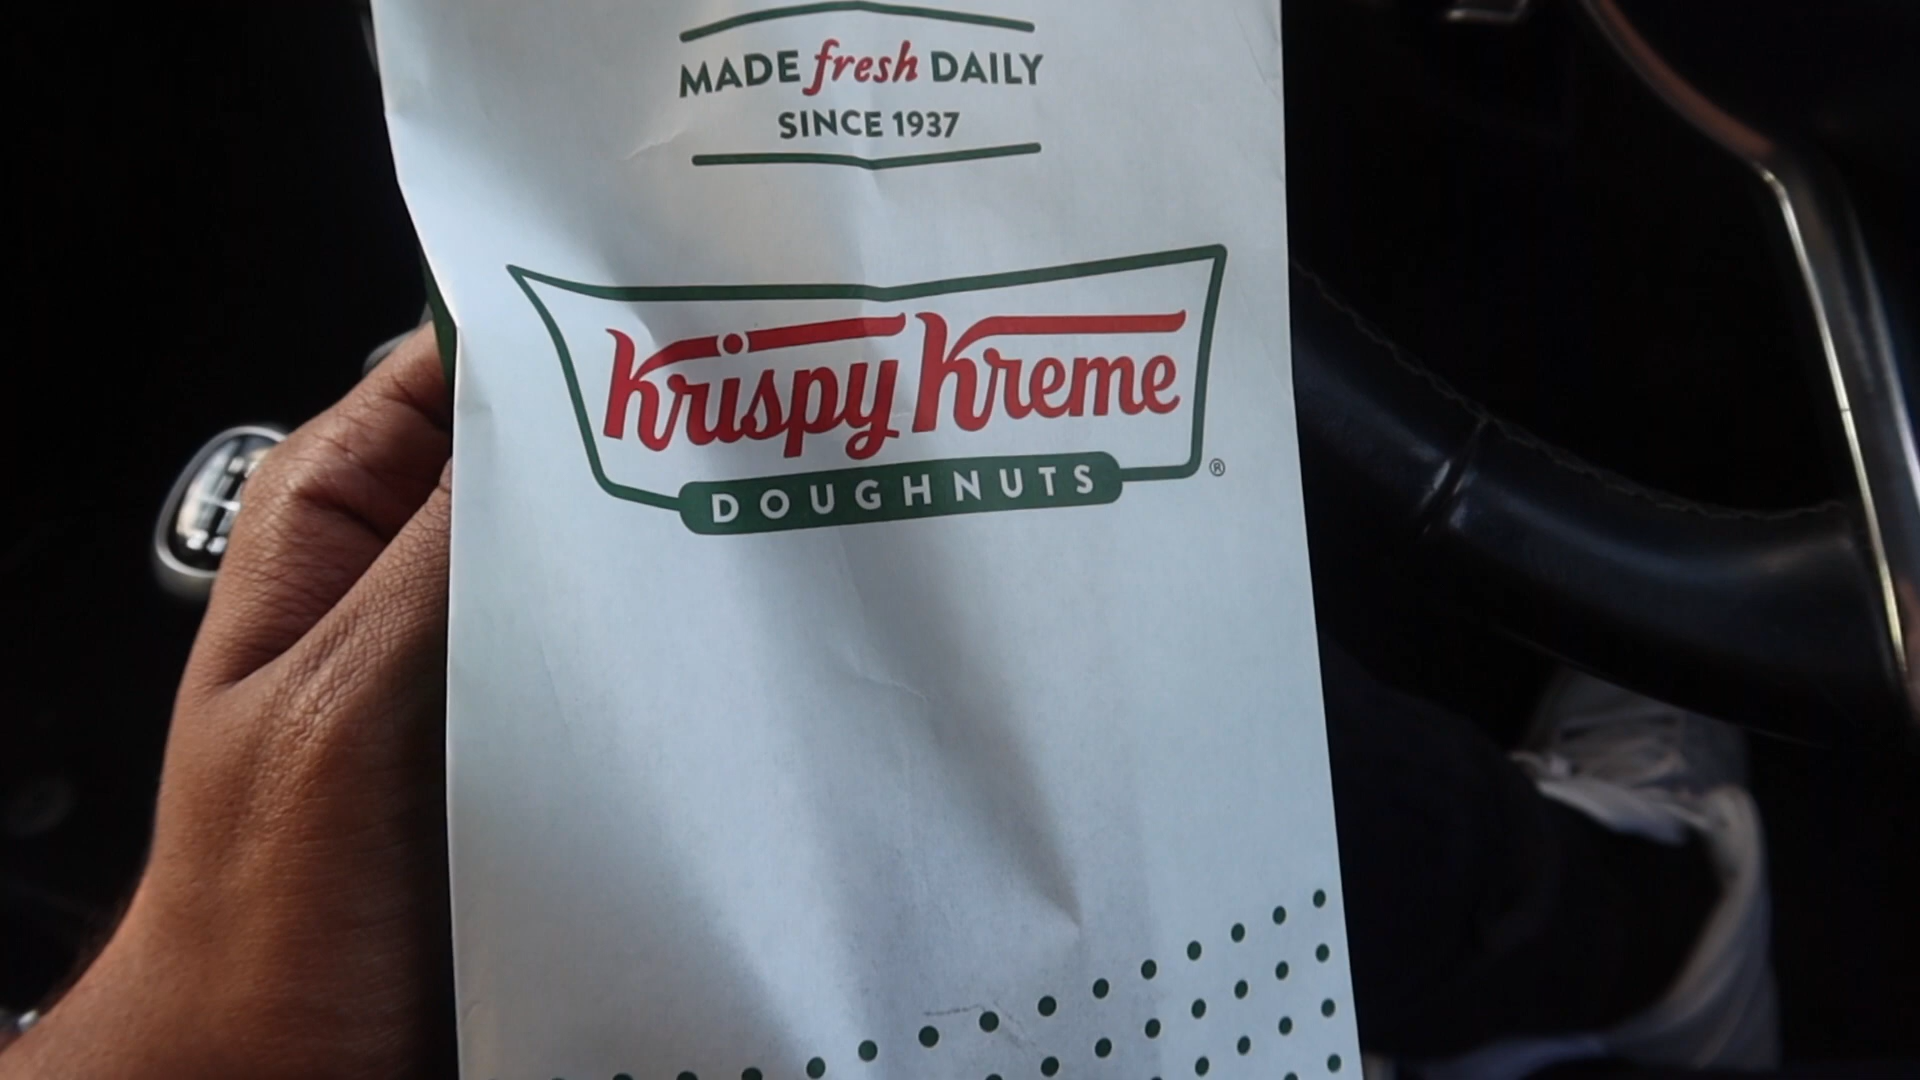 MADE fresh DAILY
SINCE 1937
Krispy Kreme
DOUGHNUTS
®